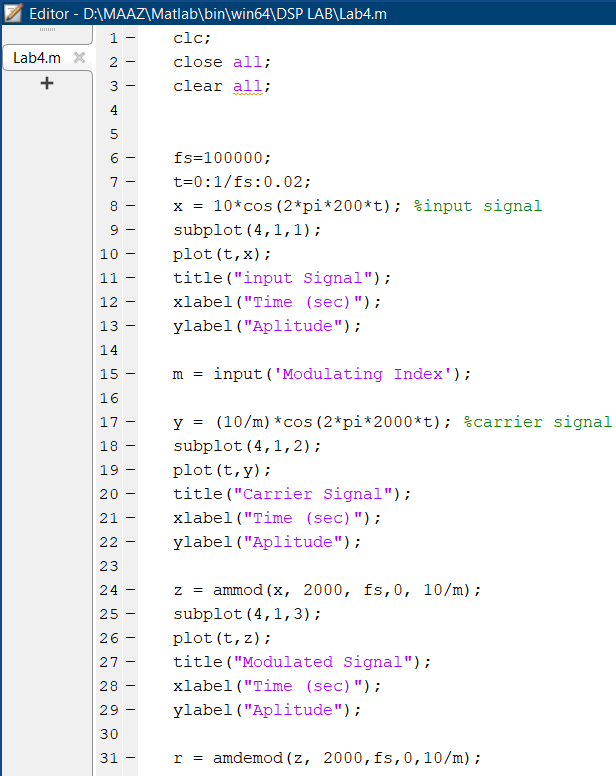 Editor - D:\MAAZ\Matlab\bin\win64\DSP LAB\Lab4.m
Lab4.m ×
+
1 – clc;
2 – close all;
3 – clear all;
4
5
6 – fs=100000;
7 – t=0:1/fs:0.02;
8 – x = 10*cos(2*pi*200*t); %input signal
9 – subplot(4,1,1);
10 – plot(t,x);
11 – title("input Signal");
12 – xlabel("Time (sec)");
13 – ylabel("Aplitude");
14
15 – m = input('Modulating Index');
16
17 – y = (10/m)*cos(2*pi*2000*t); %carrier signal
18 – subplot(4,1,2);
19 – plot(t,y);
20 – title("Carrier Signal");
21 – xlabel("Time (sec)");
22 – ylabel("Aplitude");
23
24 – z = ammod(x, 2000, fs,0, 10/m);
25 – subplot(4,1,3);
26 – plot(t,z);
27 – title("Modulated Signal");
28 – xlabel("Time (sec)");
29 – ylabel("Aplitude");
30
31 – r = amdemod(z, 2000,fs,0,10/m);